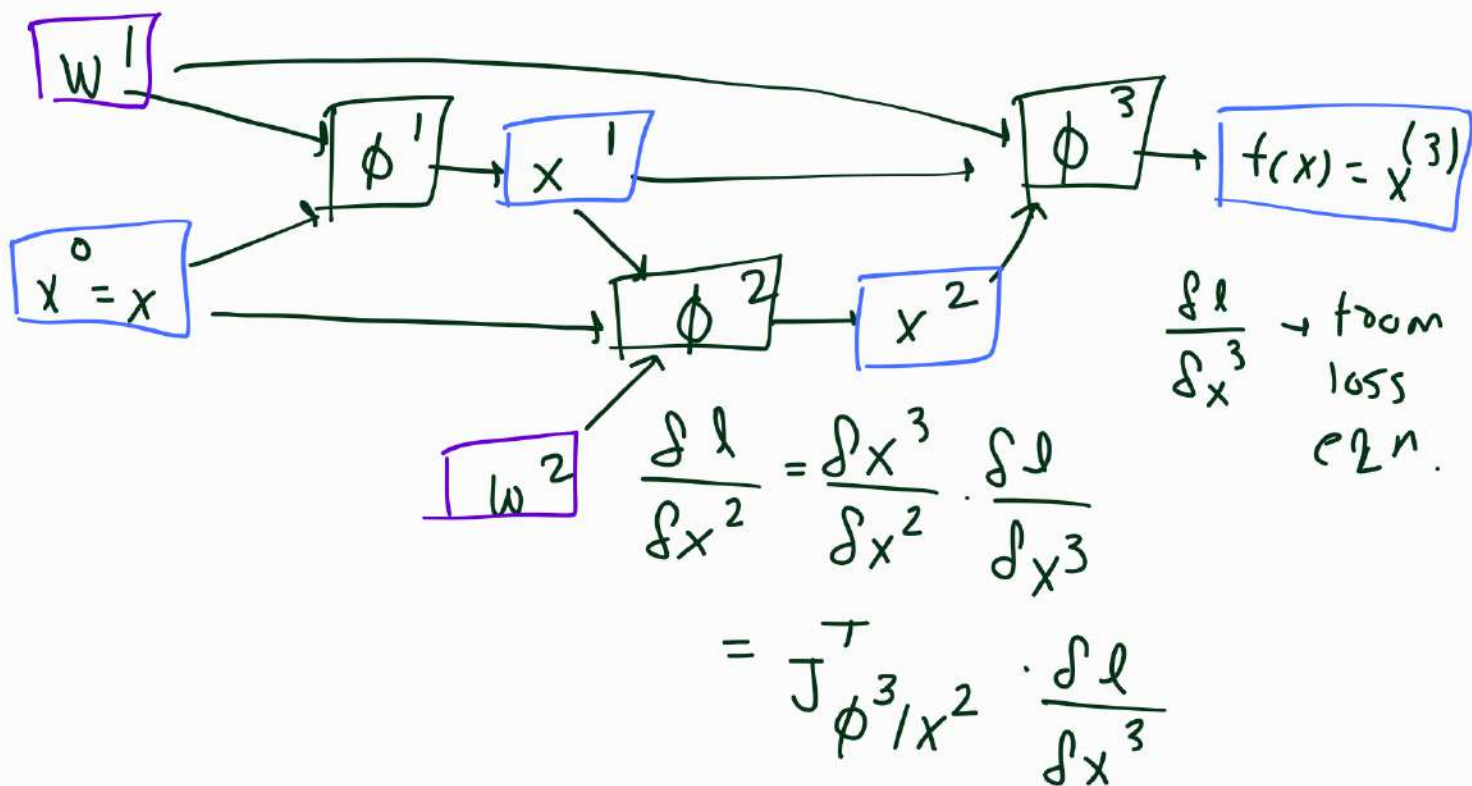 w¹
φ¹
x¹
φ³
f(x) = x⁽³⁾
x⁰ = x
φ²
x²
w²
δl/δx³ → from
loss
eqn.
δl/δx² = δx³/δx² · δl/δx³
= Jᵀ φ³/x² · δl/δx³